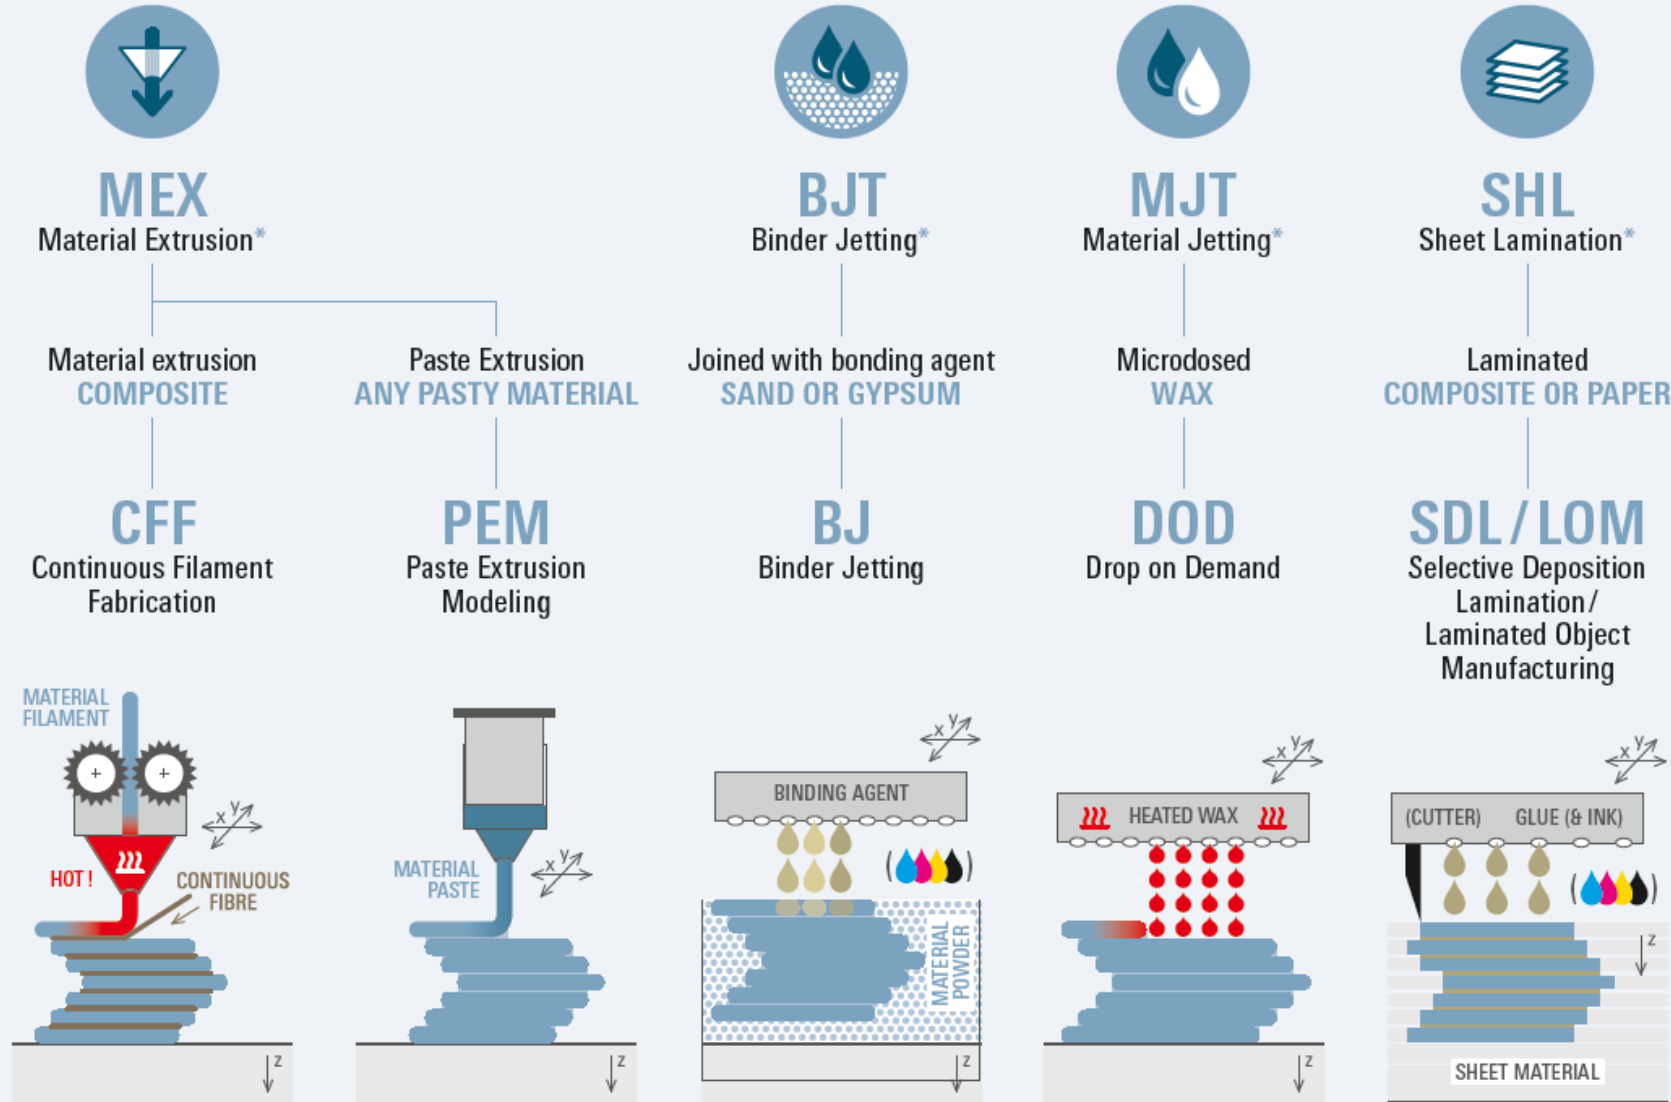 MEX
Material Extrusion*
BJT
Binder Jetting*
MJT
Material Jetting*
SHL
Sheet Lamination*
Material extrusion
COMPOSITE
Paste Extrusion
ANY PASTY MATERIAL
Joined with bonding agent
SAND OR GYPSUM
Microdosed
WAX
Laminated
COMPOSITE OR PAPER
CFF
Continuous Filament
Fabrication
PEM
Paste Extrusion
Modeling
BJ
Binder Jetting
DOD
Drop on Demand
SDL / LOM
Selective Deposition
Lamination/
Laminated Object
Manufacturing
MATERIAL
FILAMENT
+ +
x y
HOT !
CONTINUOUS
FIBRE
z
MATERIAL
PASTE
x y
z
x y
BINDING AGENT
( )
MATERIAL
POWDER
z
x y
HEATED WAX
z
x y
(CUTTER) GLUE (& INK)
( )
z
SHEET MATERIAL